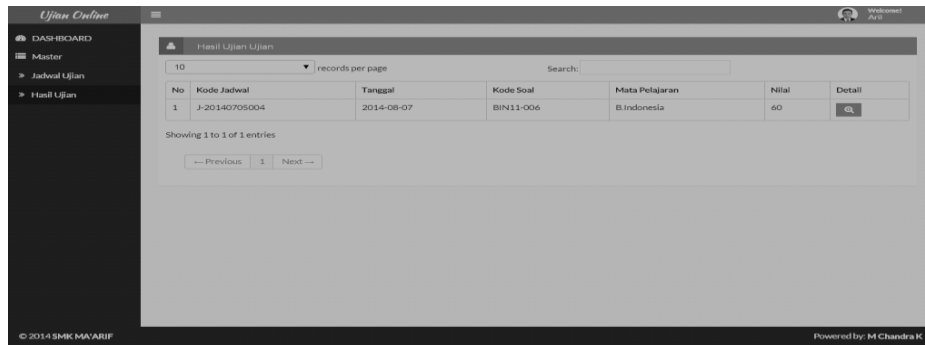 Ujian Online
Welcome!
Aril
DASHBOARD
Master
» Jadwal Ujian
» Hasil Ujian
Hasil Ujian Ujian
10 records per page Search:
No Kode Jadwal Tanggal Kode Soal Mata Pelajaran Nilai Detail
1 J-20140705004 2014-08-07 BIN11-006 B.Indonesia 60
Showing 1 to 1 of 1 entries
← Previous 1 Next →
© 2014 SMK MA'ARIF Powered by: M Chandra K